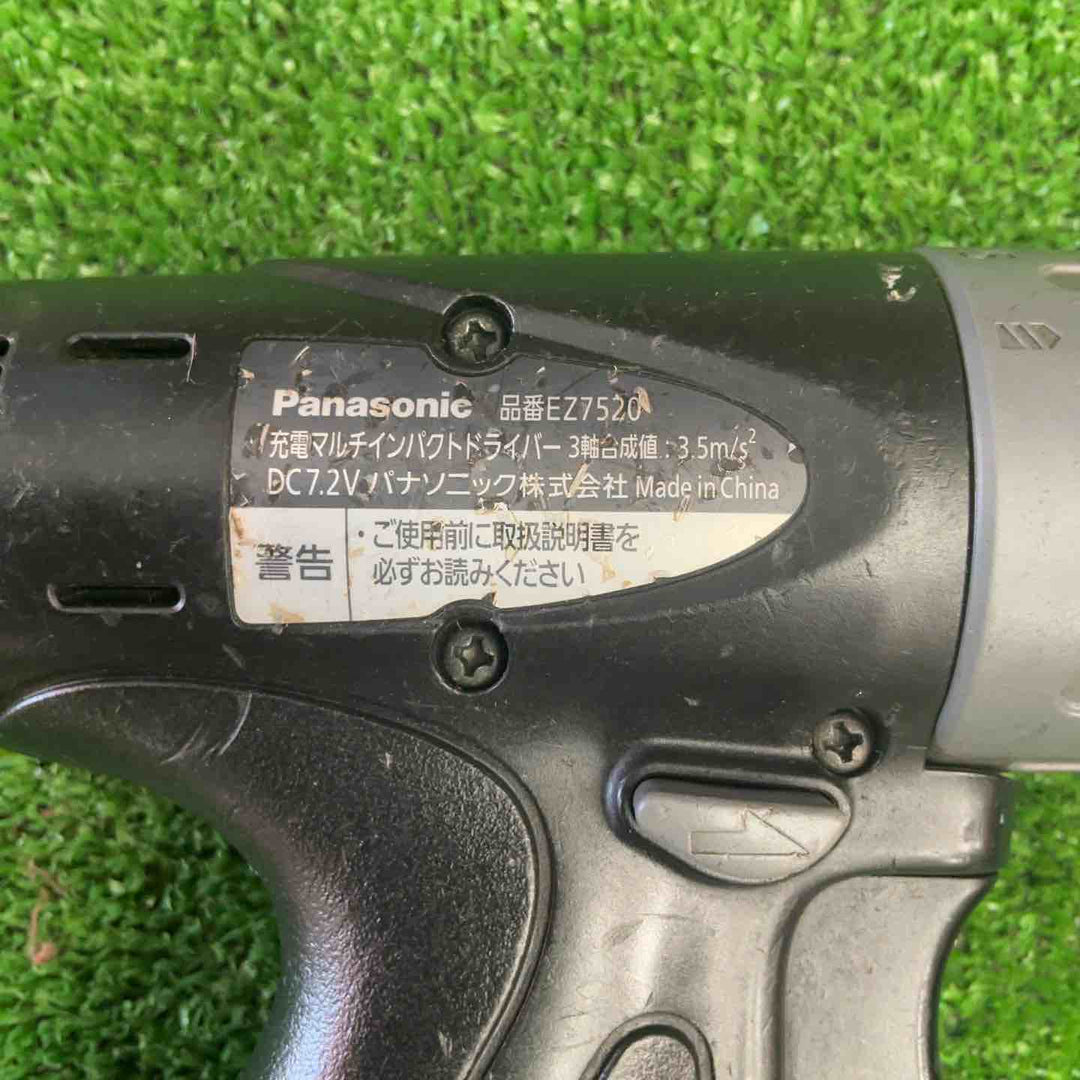 Panasonic 品番EZ7520
充電マルチインパクトドライバー 3軸合成値：3.5m/s²
DC7.2V パナソニック株式会社 Made in China
警告
・ご使用前に取扱説明書を
必ずお読みください